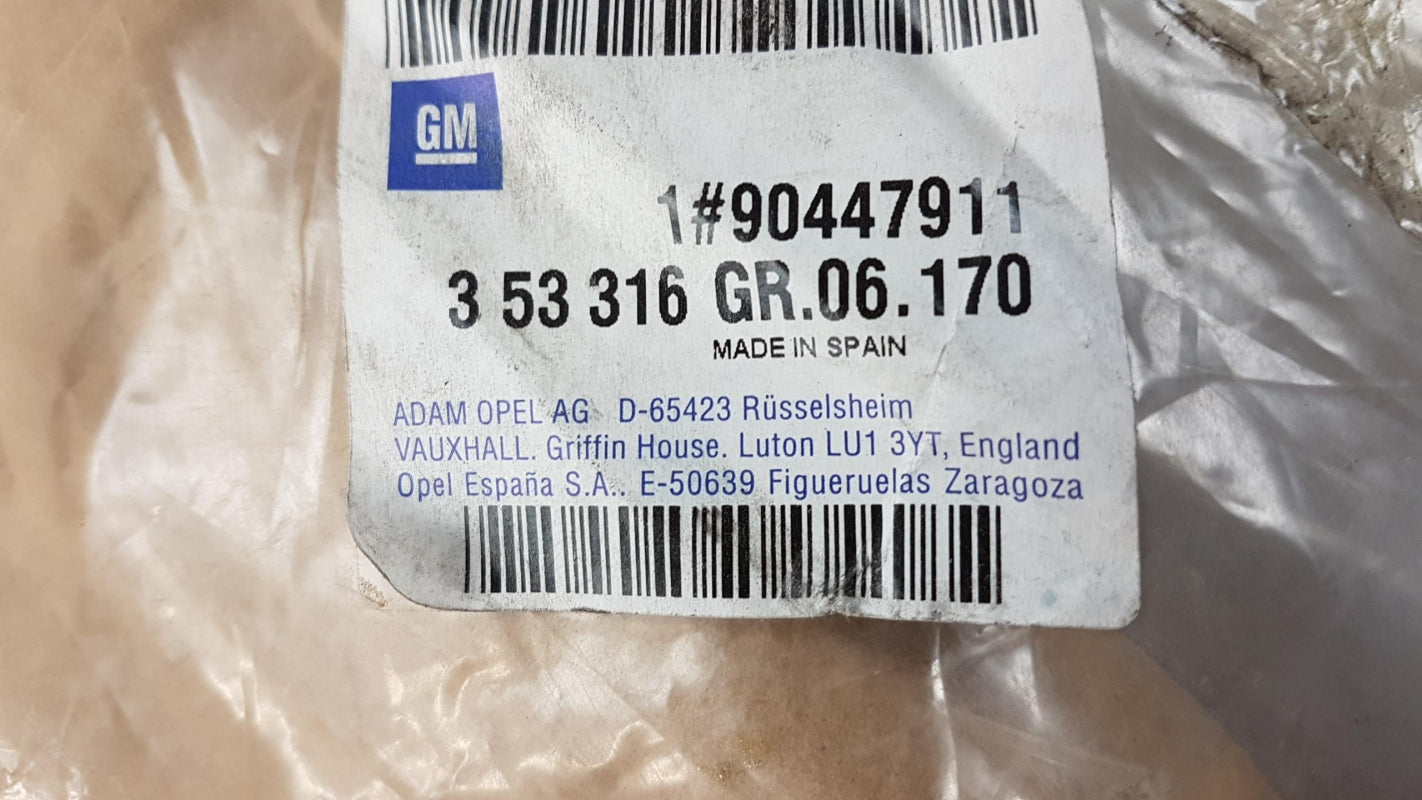 GM
1#90447911
3 53 316 GR.06.170
MADE IN SPAIN
ADAM OPEL AG D-65423 Rüsselsheim
VAUXHALL. Griffin House. Luton LU1 3YT, England
Opel España S.A.. E-50639 Figueruelas Zaragoza